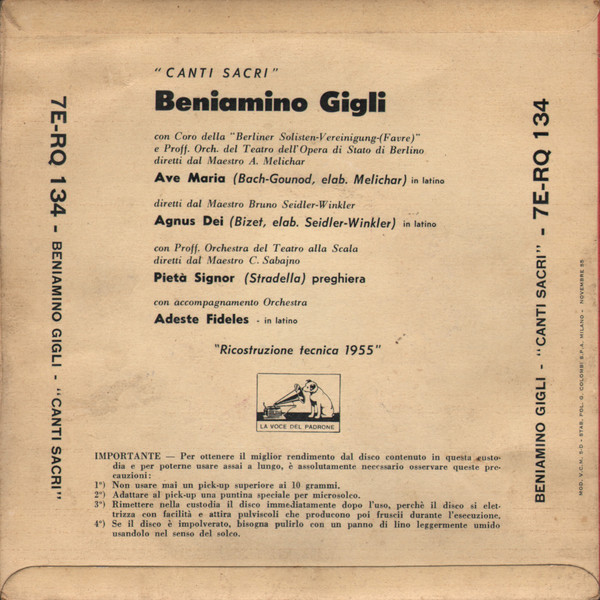 "CANTI SACRI"
Beniamino Gigli
con Coro della "Berliner Solisten-Vereinigung-(Favre)"
e Proff. Orch. del Teatro dell'Opera di Stato di Berlino
diretti dal Maestro A. Melichar
Ave Maria (Bach-Gounod, elab. Melichar) in latino
diretti dal Maestro Bruno Seidler-Winkler
Agnus Dei (Bizet, elab. Seidler-Winkler) in latino
con Proff. Orchestra del Teatro alla Scala
diretti dal Maestro C. Sabajno
Pietà Signor (Stradella) preghiera
con accompagnamento Orchestra
Adeste Fideles - in latino
"Ricostruzione tecnica 1955"
LA VOCE DEL PADRONE
IMPORTANTE — Per ottenere il miglior rendimento dal disco contenuto in questa custo-
dia e per poterne usare assai a lungo, è assolutamente necessario osservare queste pre-
cauzioni:
1°) Non usare mai un pick-up superiore ai 10 grammi.
2°) Adattare al pick-up una puntina speciale per microsolco.
3°) Rimettere nella custodia il disco immediatamente dopo l'uso, perchè il disco si elet-
trizza con facilità e attira pulviscoli che producono poi fruscii durante l'esecuzione.
4°) Se il disco è impolverato, bisogna pulirlo con un panno di lino leggermente umido
usandolo nel senso del solco.
7E-RQ 134 - BENIAMINO GIGLI - "CANTI SACRI"
BENIAMINO GIGLI - "CANTI SACRI" - 7E-RQ 134
MOD. V.C.M. 5-D - STAB. POL. G. COLOMBI S.P.A. MILANO - NOVEMBRE 55